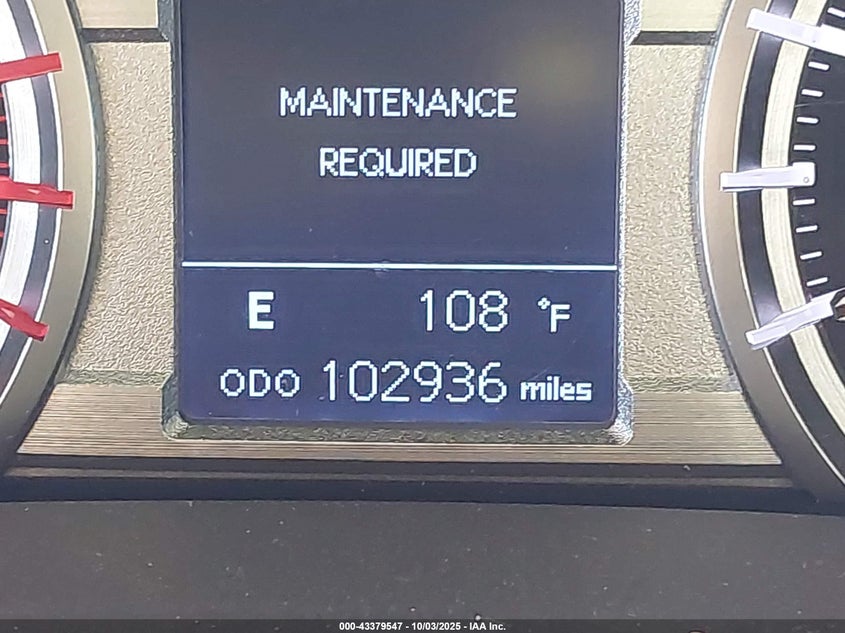 MAINTENANCE
REQUIRED
E 108 °F
ODO 102936 miles
000-43379547 - 10/03/2025 - IAA Inc.